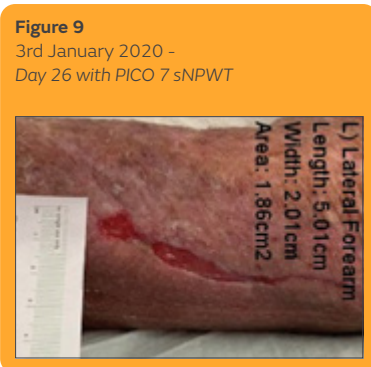 Figure 9
3rd January 2020 -
Day 26 with PICO 7 sNPWT
L) Lateral Forearm
Length: 5.01cm
Width: 2.01cm
Area: 1.86cm2